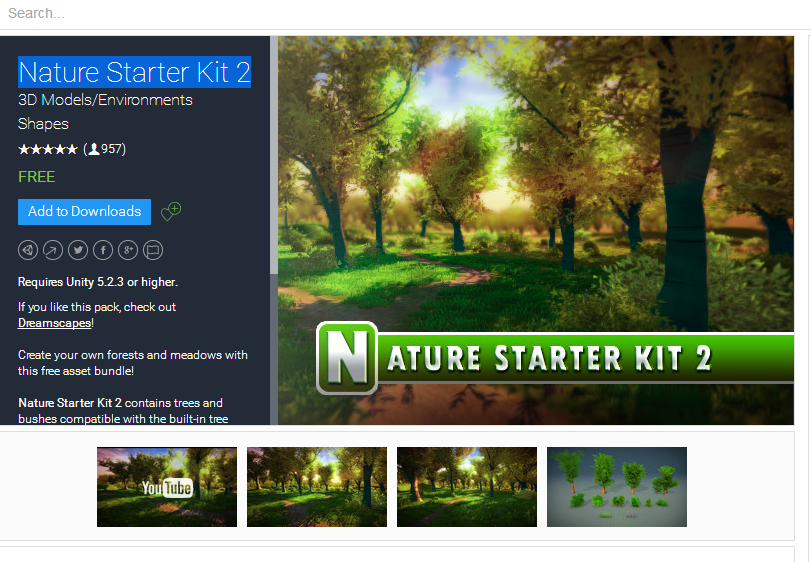 Search...
Nature Starter Kit 2
3D Models/Environments
Shapes
(957)
FREE
Add to Downloads
Requires Unity 5.2.3 or higher.
If you like this pack, check out
Dreamscapes!
Create your own forests and meadows with
this free asset bundle!
Nature Starter Kit 2 contains trees and
bushes compatible with the built-in tree
NATURE STARTER KIT 2
YouTube